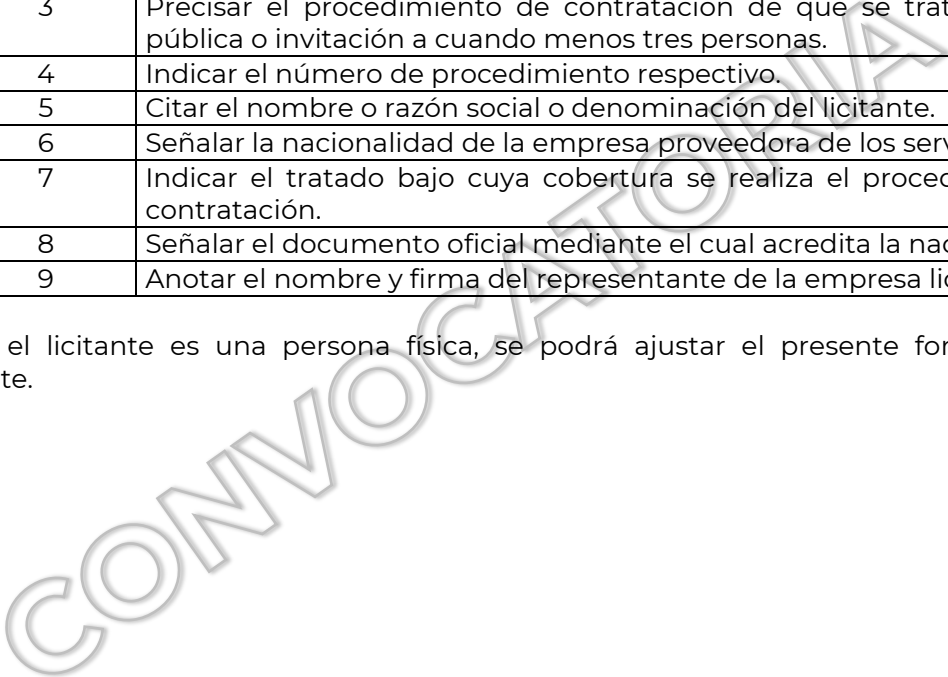 3 Precisar el procedimiento de contratación de que se trat
pública o invitación a cuando menos tres personas.
4 Indicar el número de procedimiento respectivo.
5 Citar el nombre o razón social o denominación del licitante.
6 Señalar la nacionalidad de la empresa proveedora de los serv
7 Indicar el tratado bajo cuya cobertura se realiza el proced
contratación.
8 Señalar el documento oficial mediante el cual acredita la nac
9 Anotar el nombre y firma del representante de la empresa lic
el licitante es una persona física, se podrá ajustar el presente for
te.
CONVOCATORIA